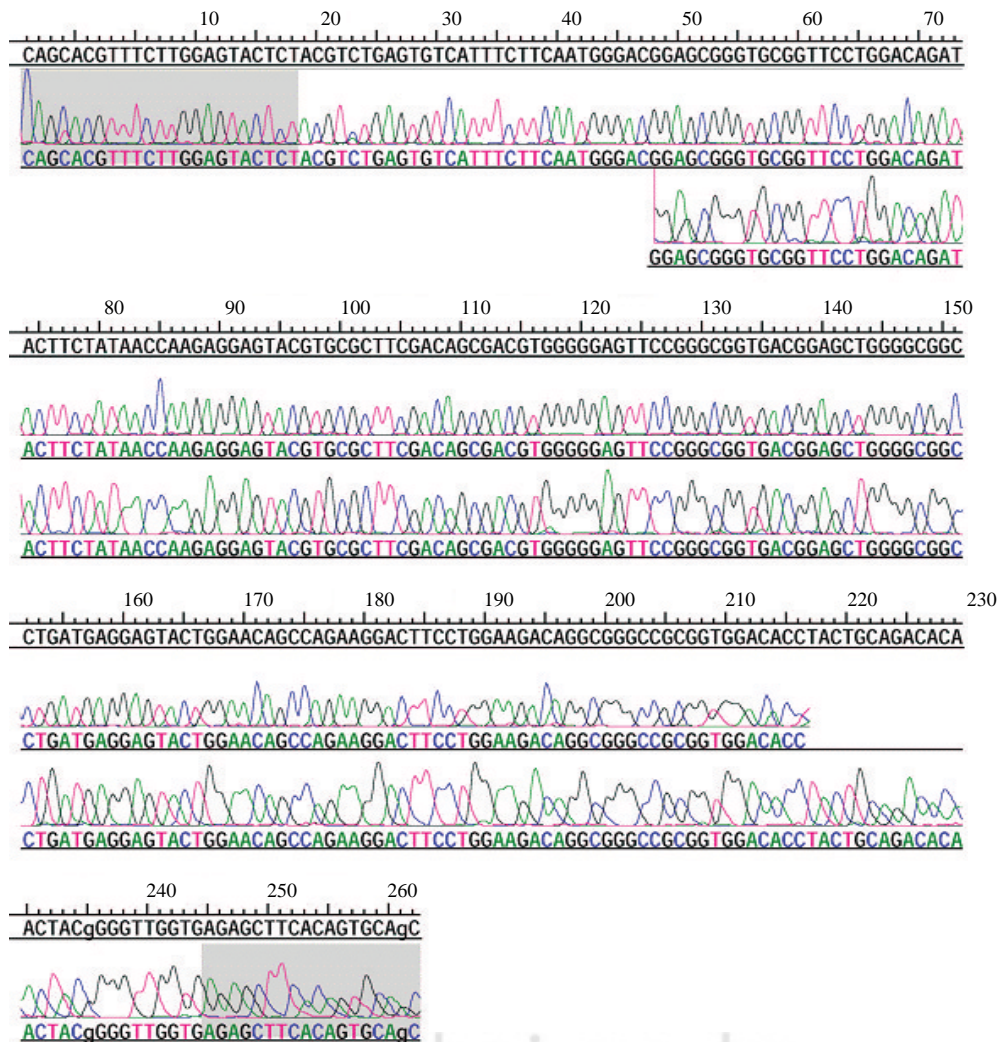 10 20 30 40 50 60 70
CAGCACGTTTCTTGGAGTACTCTACGTCTGAGTGTCATTTCTTCAATGGGACGGAGCGGGTGCGGTTCCTGGACAGAT
CAGCACGTTTCTTGGAGTACTCTACGTCTGAGTGTCATTTCTTCAATGGGACGGAGCGGGTGCGGTTCCTGGACAGAT
GGAGCGGGTGCGGTTCCTGGACAGAT
80 90 100 110 120 130 140 150
ACTTCTATAACCAAGAGGAGTACGTGCGCTTCGACAGCGACGTGGGGGAGTTCCGGGCGGTGACGGAGCTGGGGCGGC
ACTTCTATAACCAAGAGGAGTACGTGCGCTTCGACAGCGACGTGGGGGAGTTCCGGGCGGTGACGGAGCTGGGGCGGC
ACTTCTATAACCAAGAGGAGTACGTGCGCTTCGACAGCGACGTGGGGGAGTTCCGGGCGGTGACGGAGCTGGGGCGGC
160 170 180 190 200 210 220 230
CTGATGAGGAGTACTGGAACAGCCAGAAGGACTTCCTGGAAGACAGGCGGGCCGCGGTGGACACCTACTGCAGACACA
CTGATGAGGAGTACTGGAACAGCCAGAAGGACTTCCTGGAAGACAGGCGGGCCGCGGTGGACACC
CTGATGAGGAGTACTGGAACAGCCAGAAGGACTTCCTGGAAGACAGGCGGGCCGCGGTGGACACCTACTGCAGACACA
240 250 260
ACTACgGGGTTGGTGAGAGCTTCACAGTGCAgC
ACTACgGGGTTGGTGAGAGCTTCACAGTGCAgC